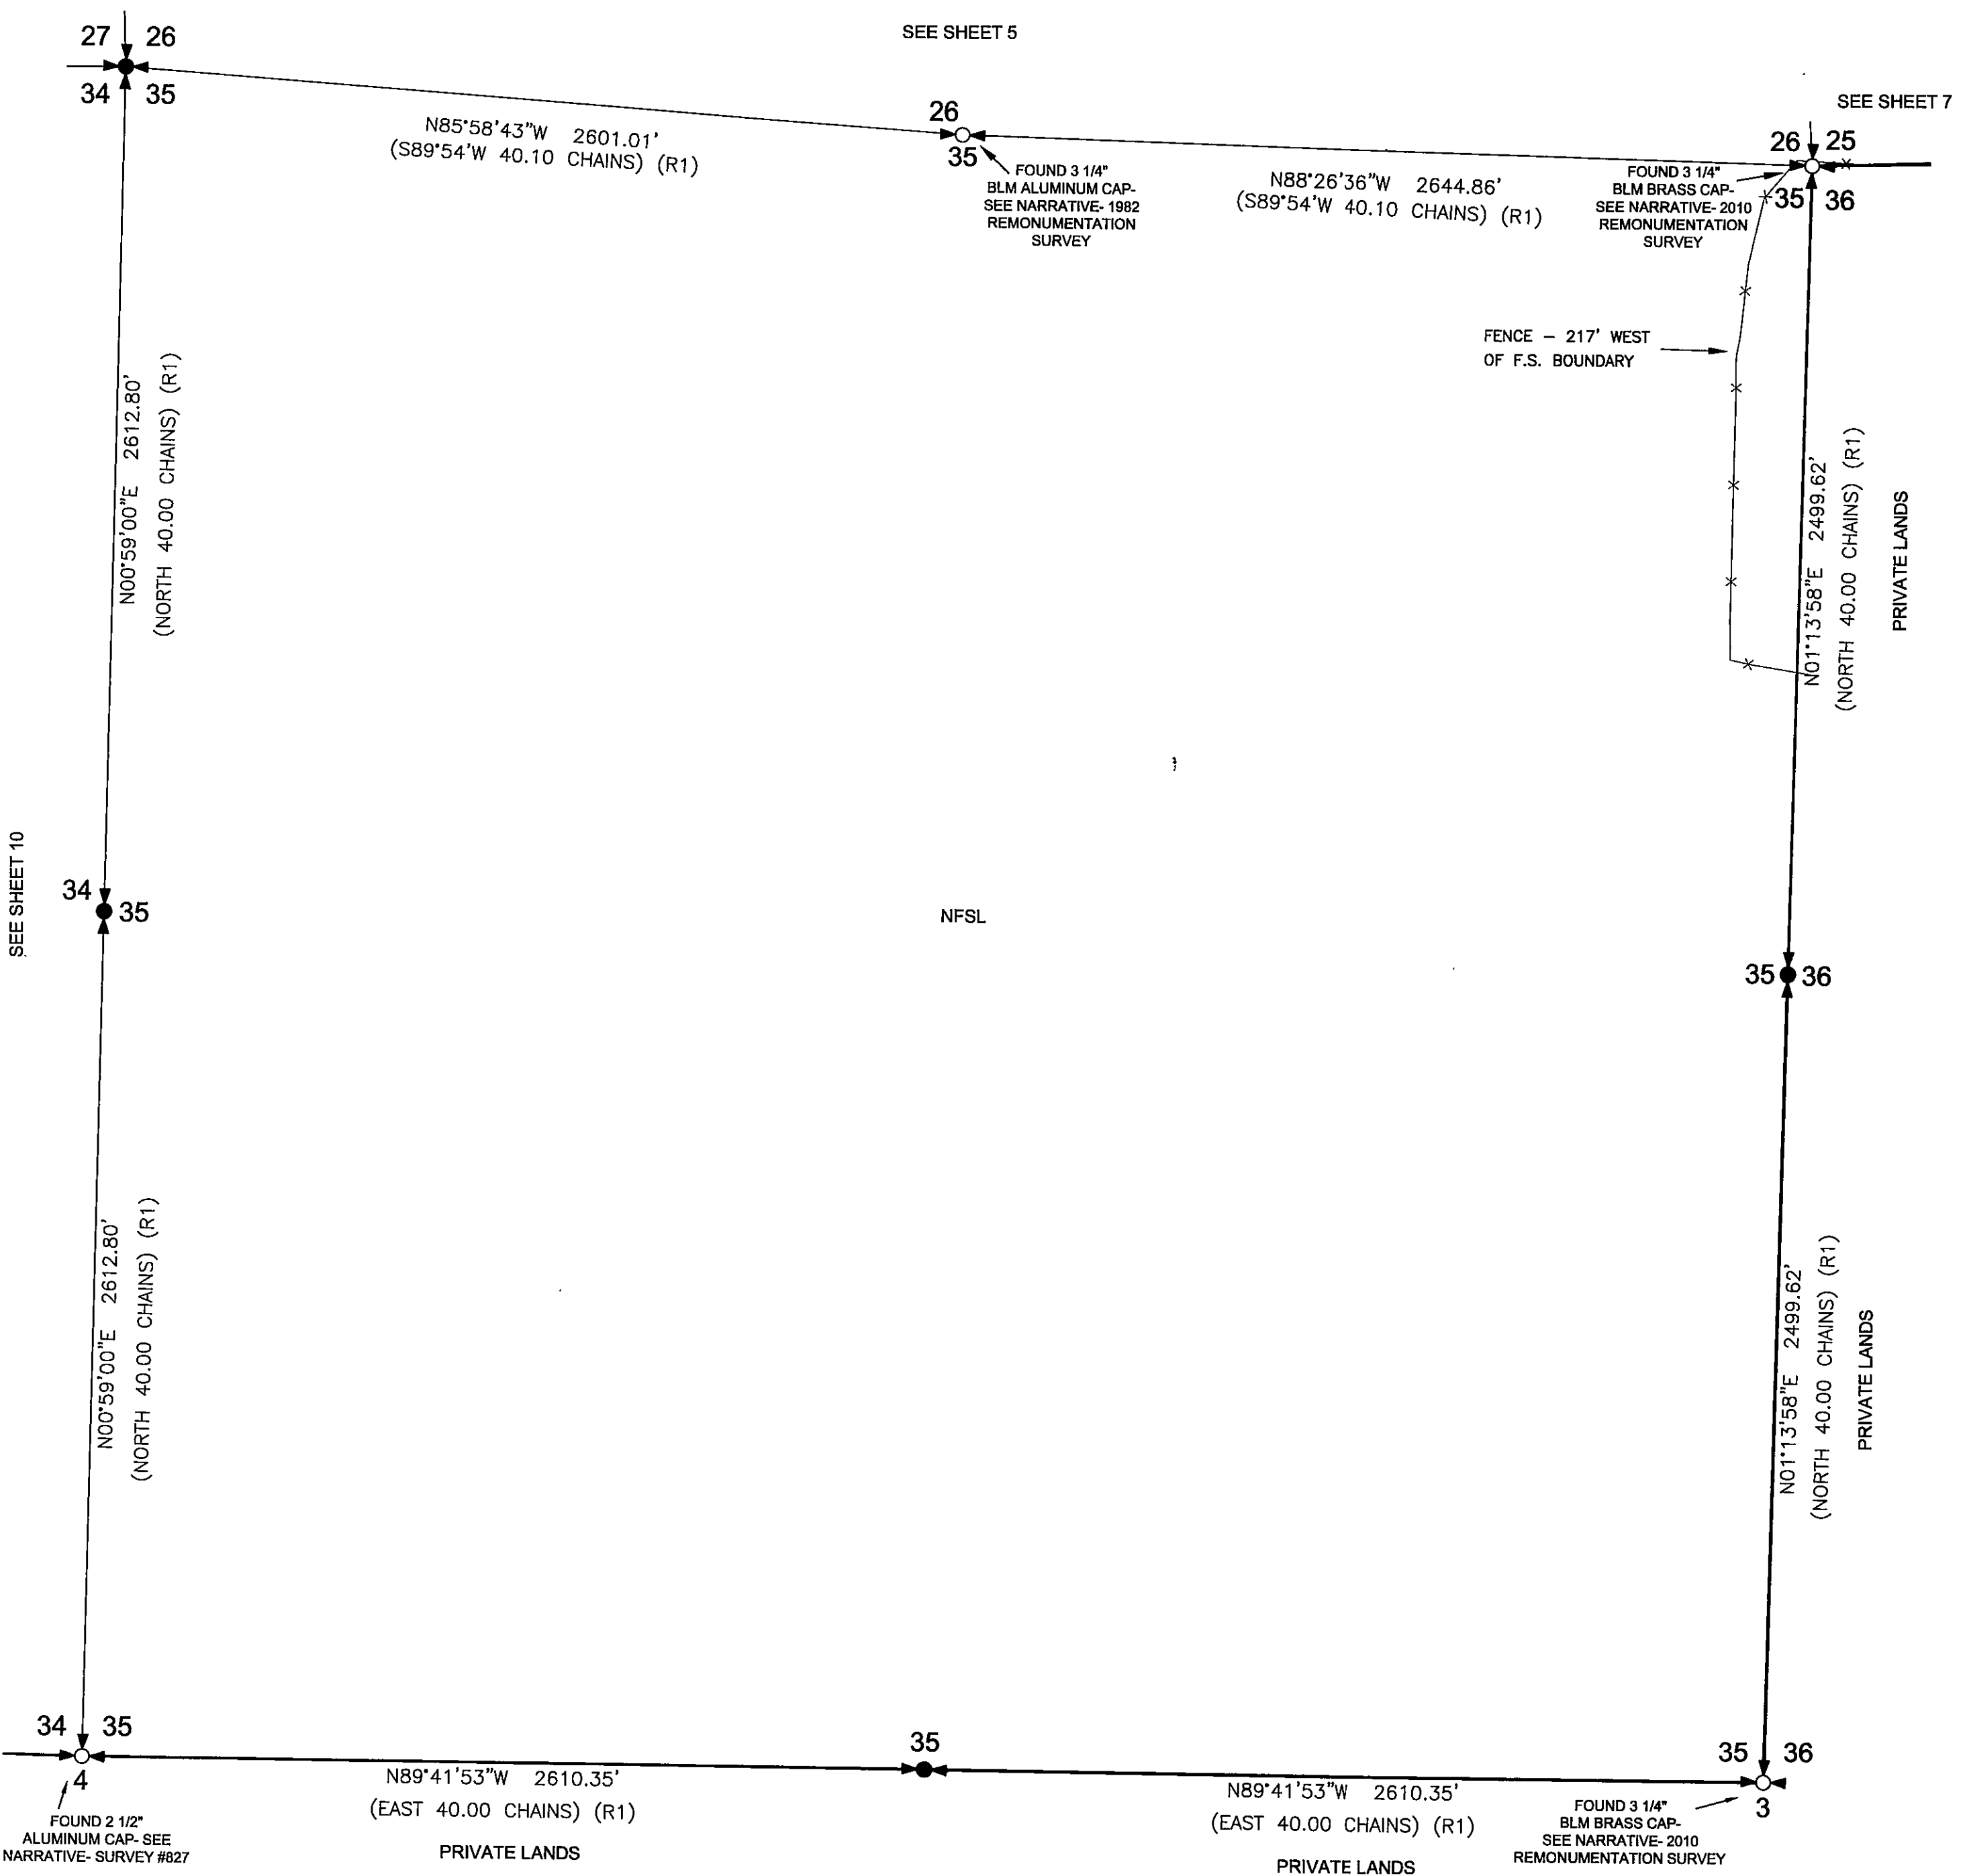 SEE SHEET 5
27 26
34 35
SEE SHEET 7
N85°58'43"W 2601.01'
(S89°54'W 40.10 CHAINS) (R1)
26
35
FOUND 3 1/4"
BLM ALUMINUM CAP-
SEE NARRATIVE- 1982
REMONUMENTATION
SURVEY
N88°26'36"W 2644.86'
(S89°54'W 40.10 CHAINS) (R1)
FOUND 3 1/4"
BLM BRASS CAP-
SEE NARRATIVE- 2010
REMONUMENTATION
SURVEY
26 25
35 36
FENCE – 217' WEST
OF F.S. BOUNDARY
N00°59'00"E 2612.80'
(NORTH 40.00 CHAINS) (R1)
N01°13'58"E 2499.62'
(NORTH 40.00 CHAINS) (R1)
PRIVATE LANDS
SEE SHEET 10
34 35
NFSL
35 36
N00°59'00"E 2612.80'
(NORTH 40.00 CHAINS) (R1)
N01°13'58"E 2499.62'
(NORTH 40.00 CHAINS) (R1)
PRIVATE LANDS
34 35
4
FOUND 2 1/2"
ALUMINUM CAP- SEE
NARRATIVE- SURVEY #827
N89°41'53"W 2610.35'
(EAST 40.00 CHAINS) (R1)
PRIVATE LANDS
35
N89°41'53"W 2610.35'
(EAST 40.00 CHAINS) (R1)
PRIVATE LANDS
35 36
3
FOUND 3 1/4"
BLM BRASS CAP-
SEE NARRATIVE- 2010
REMONUMENTATION SURVEY